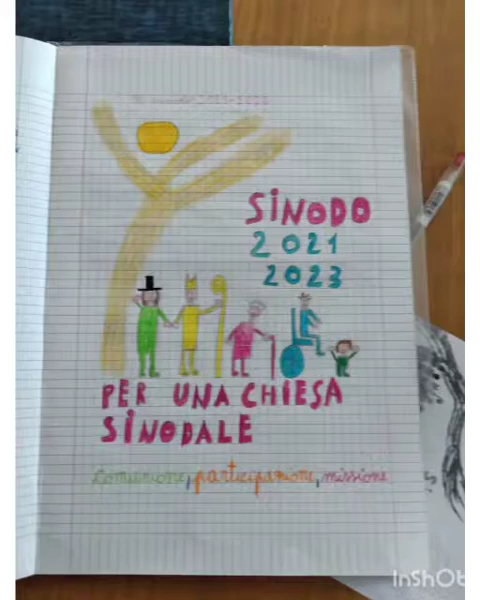 SINODO
2021
2023
PER UNA CHIESA
SINODALE
comunione, partecipazione, missione
InShOt